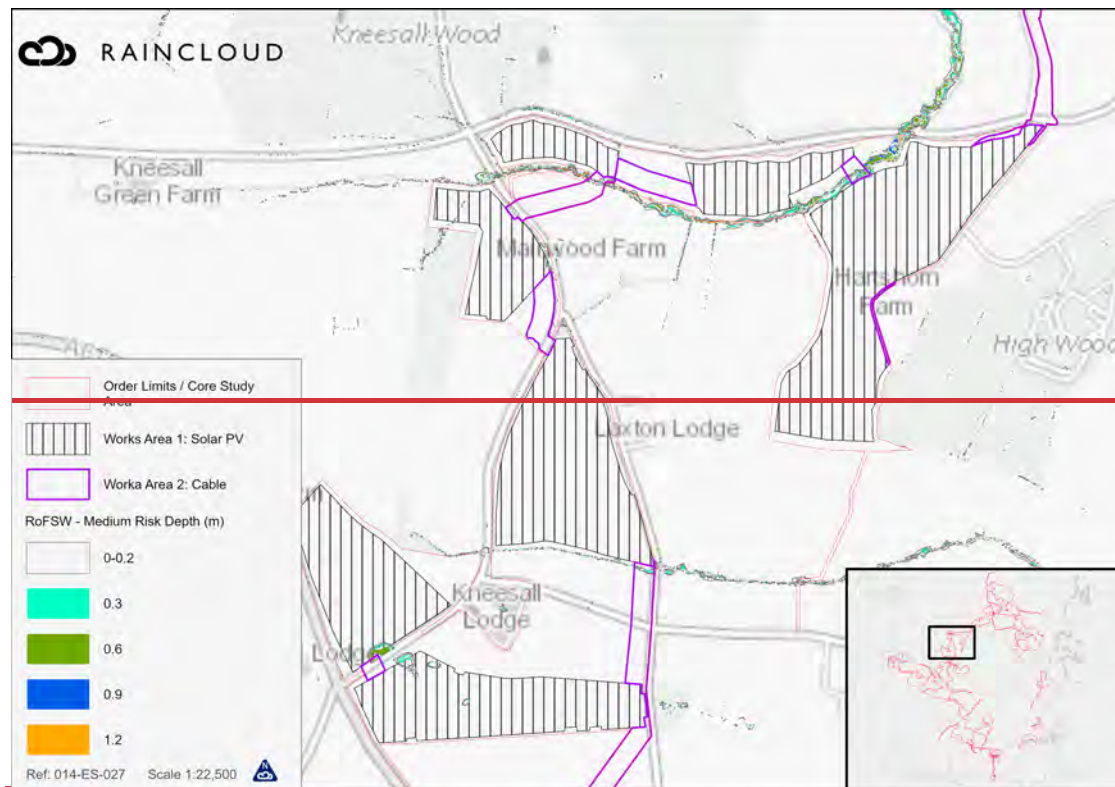 RAINCLOUD
Kneesall Wood
Kneesall
Green Farm
Mainwood Farm
Hartshorn
Farm
High Wood
Laxton Lodge
Kneesall
Lodge
Lodge
Order Limits / Core Study
Area
Works Area 1: Solar PV
Worka Area 2: Cable
RoFSW - Medium Risk Depth (m)
0-0.2
0.3
0.6
0.9
1.2
Ref: 014-ES-027 Scale 1:22,500
N